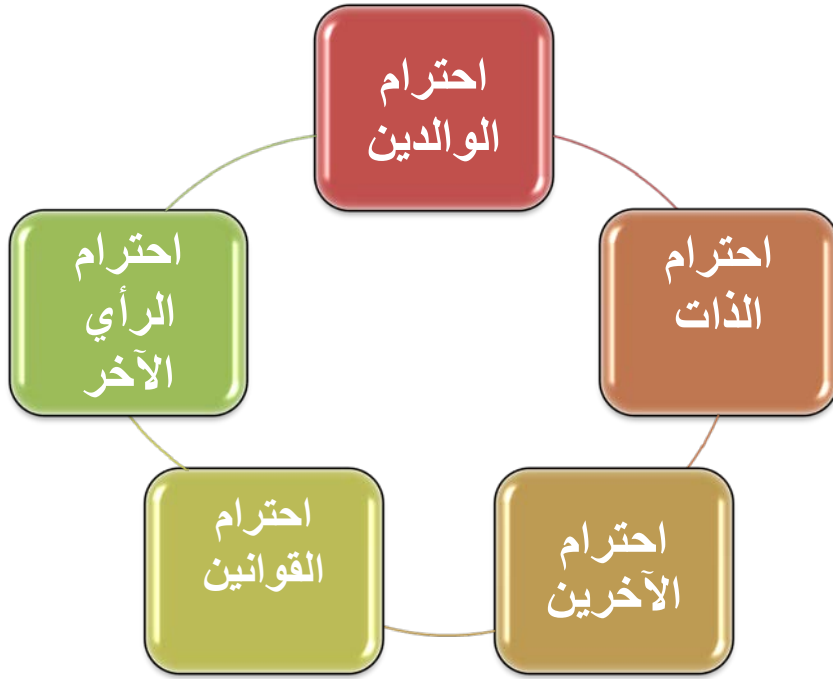 احترام
الوالدين
احترام
الذات
احترام
الآخرين
احترام
القوانين
احترام
الرأي
الآخر